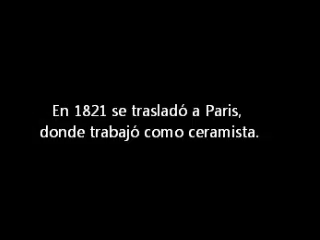 En 1821 se trasladó a Paris,
donde trabajó como ceramista.